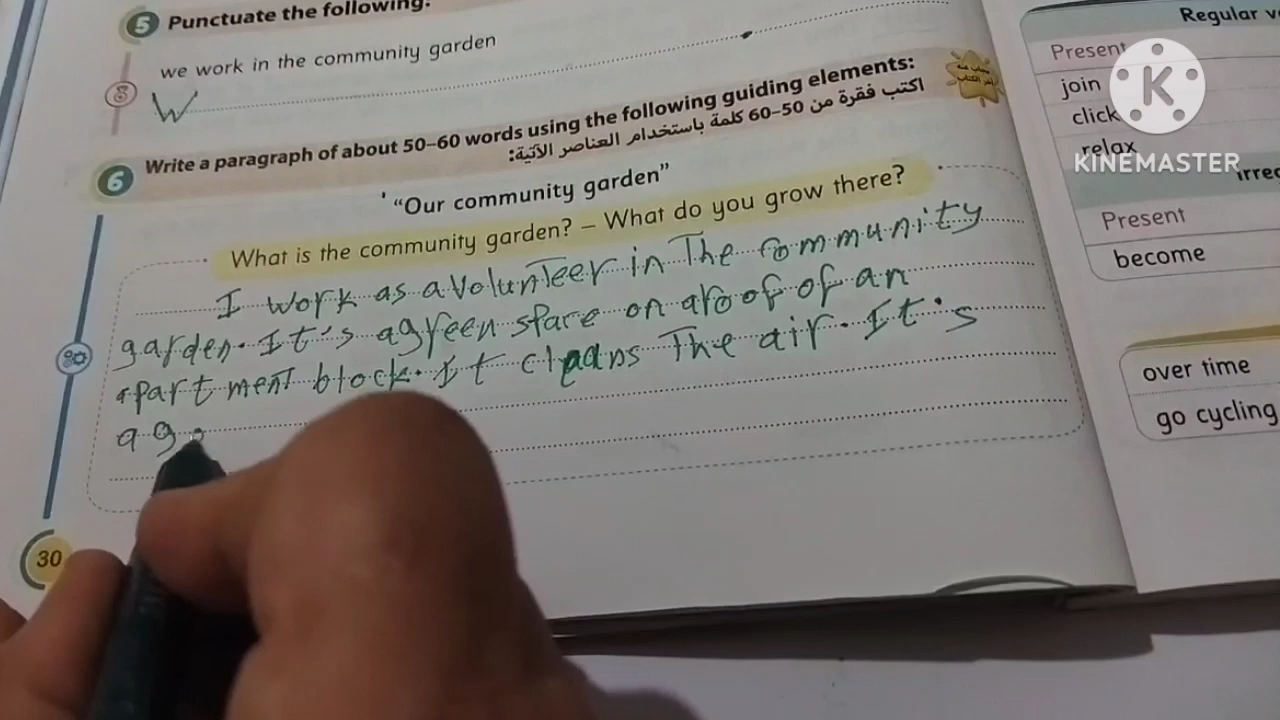 5 Punctuate the following:
we work in the community garden
W
6 Write a paragraph of about 50–60 words using the following guiding elements:
اكتب فقرة من 50–60 كلمة باستخدام العناصر الآتية:
"Our community garden"
What is the community garden? – What do you grow there?
I work as a volunteer in The community
garden. It's a green space on a roof of an
apartment block. It cleans The air. It's
a go
30
Regular
Present
join
click
relax
KINEMASTER
Present
become
over time
go cycling